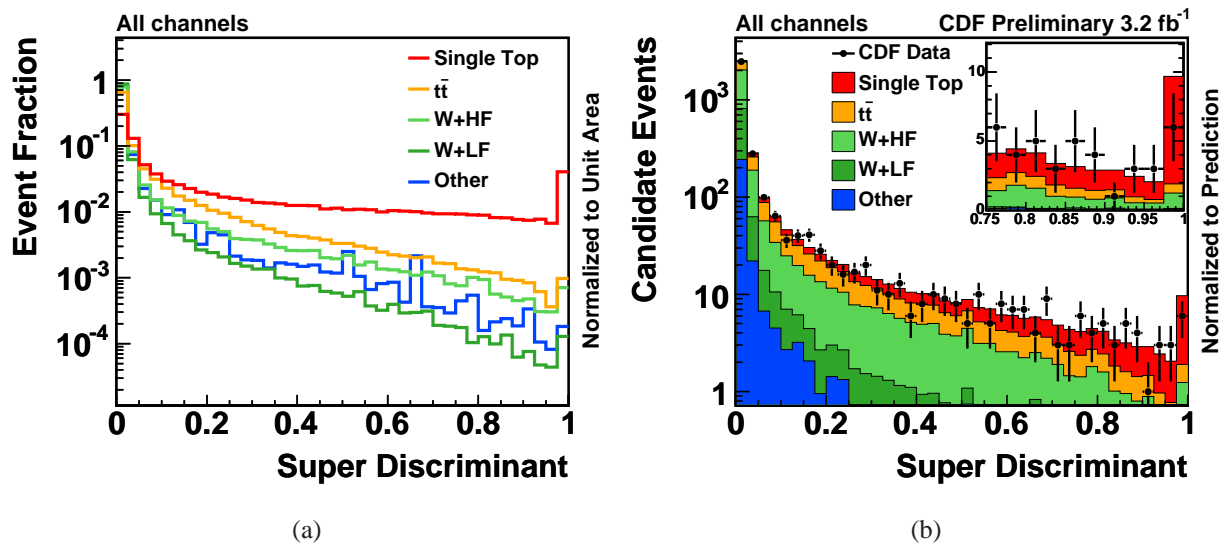 All channels
Event Fraction
1
10⁻¹
10⁻²
10⁻³
10⁻⁴
Single Top
tt̄
W+HF
W+LF
Other
Normalized to Unit Area
0 0.2 0.4 0.6 0.8 1
Super Discriminant
(a)
All channels CDF Preliminary 3.2 fb⁻¹
Candidate Events
10³
10²
10
1
CDF Data
Single Top
tt̄
W+HF
W+LF
Other
10
5
0
0.75 0.8 0.85 0.9 0.95 1
Normalized to Prediction
0 0.2 0.4 0.6 0.8 1
Super Discriminant
(b)